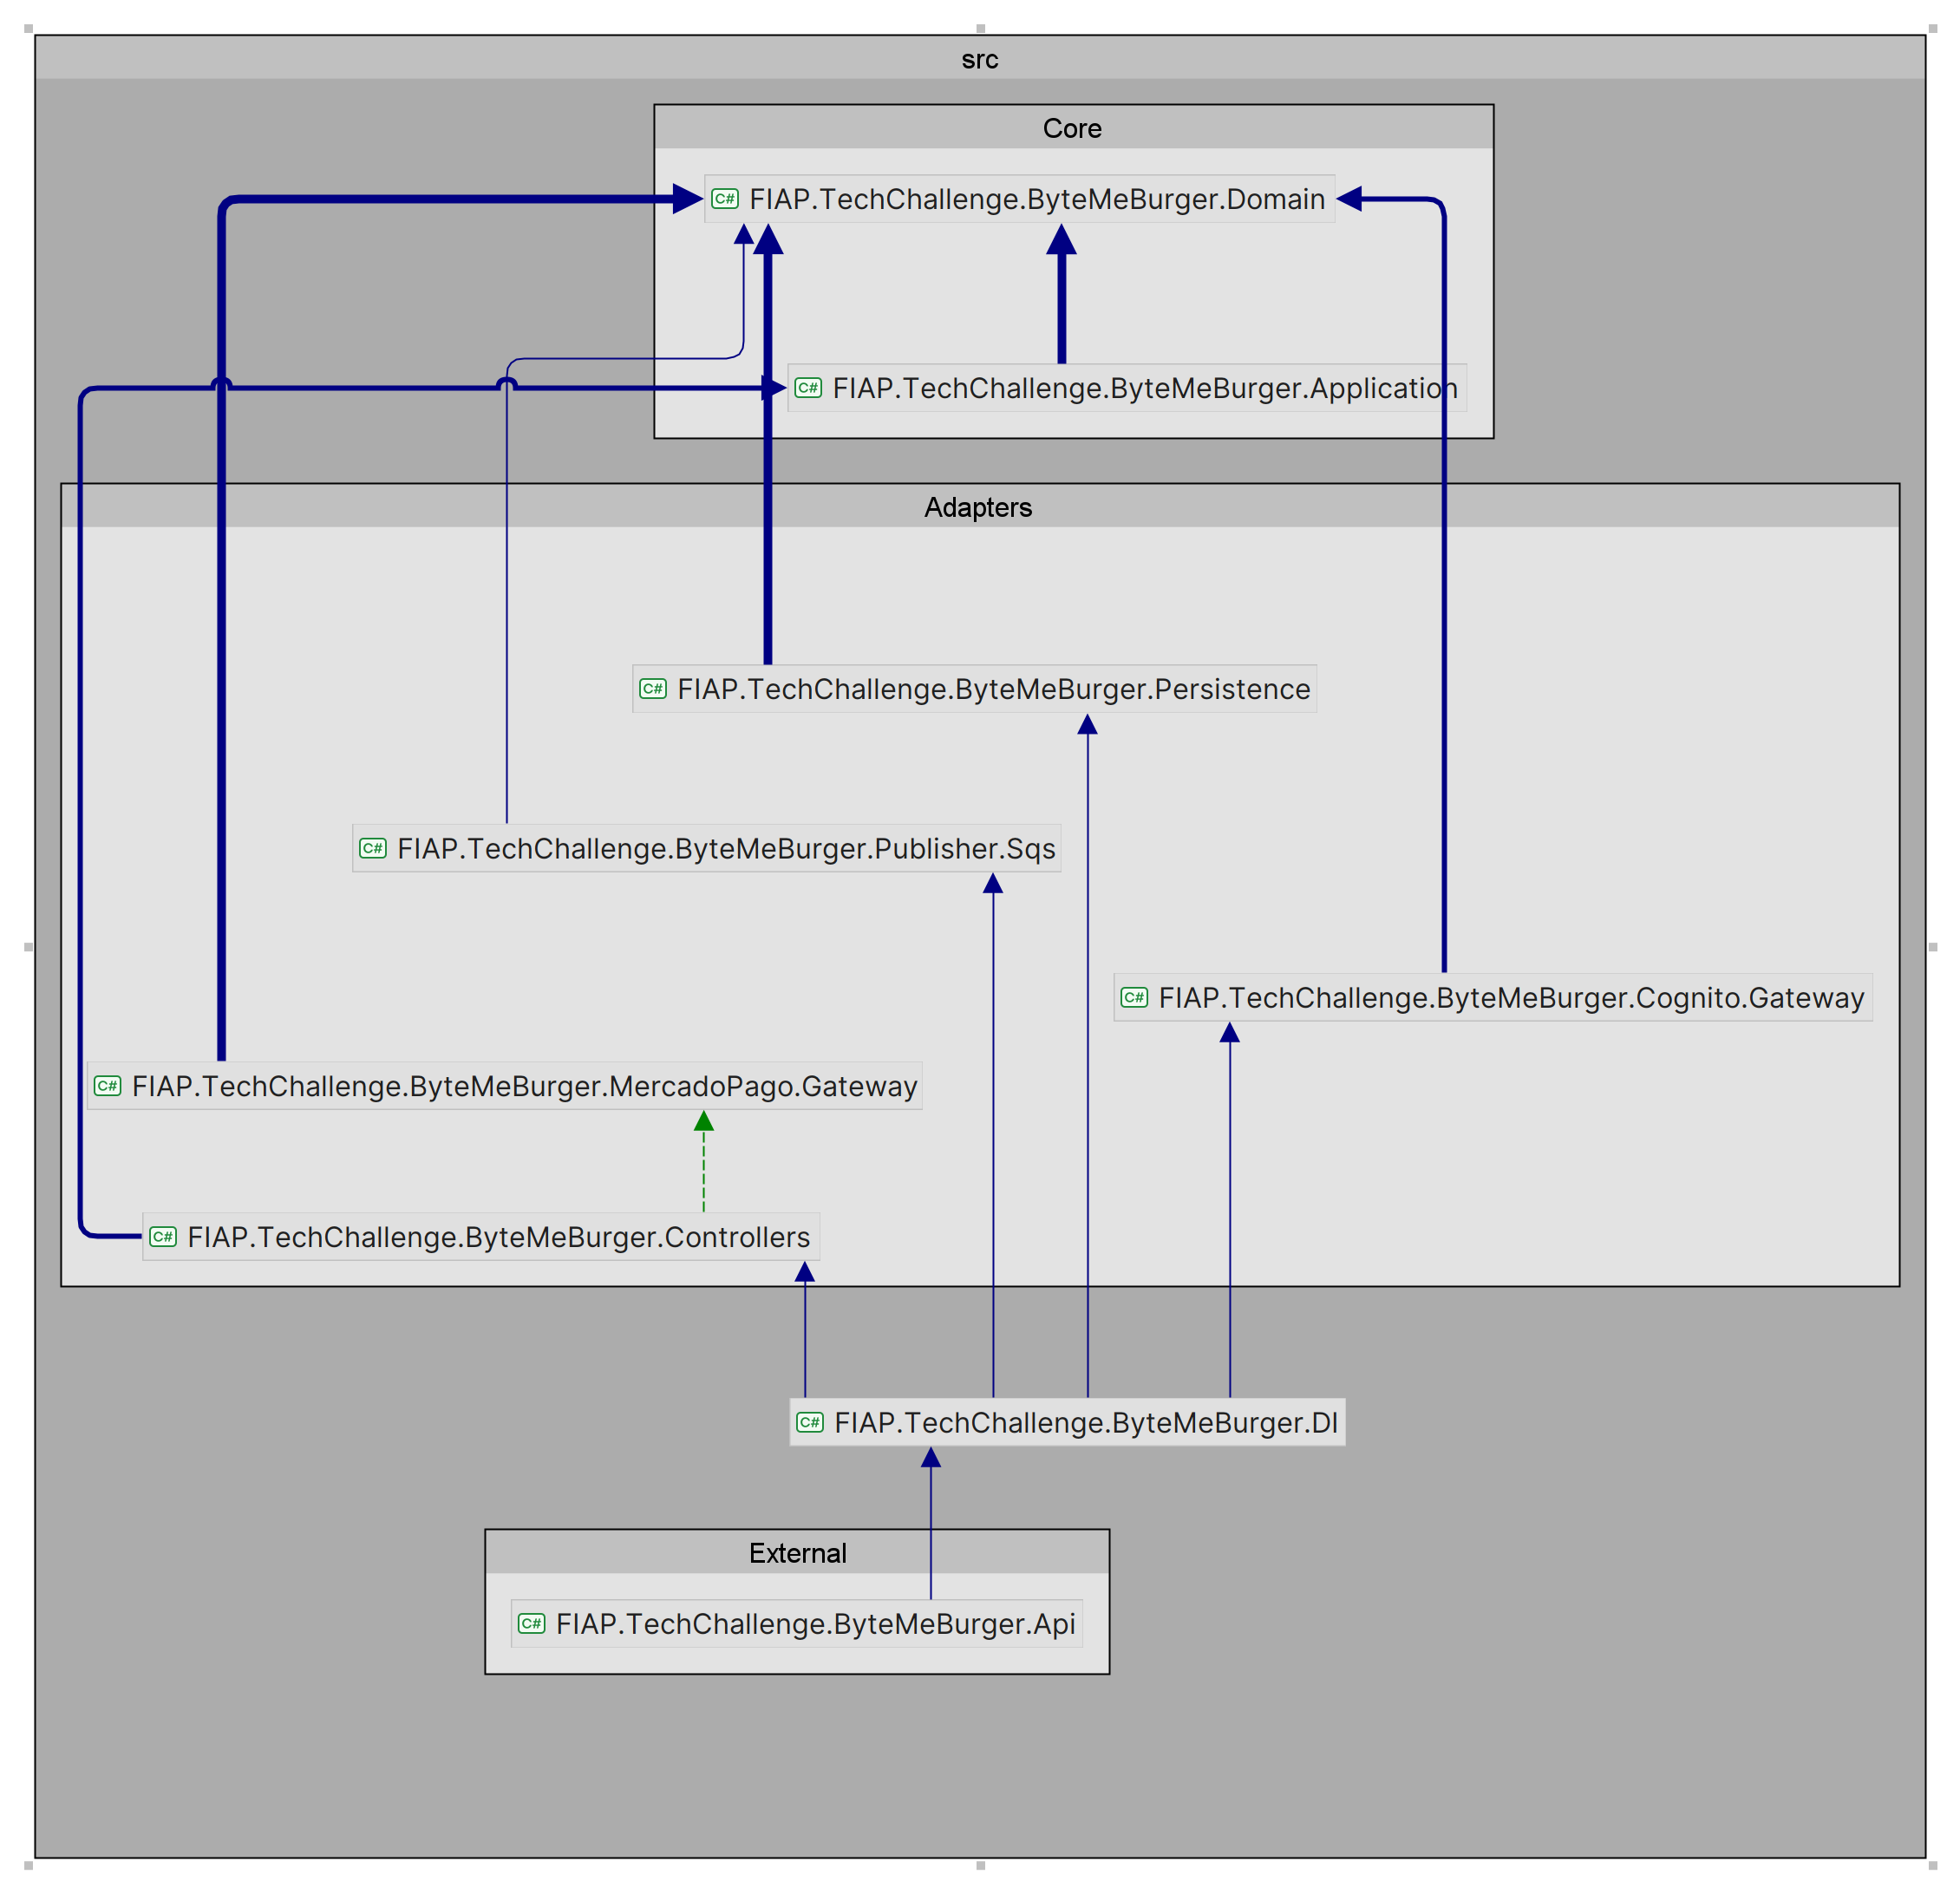 src
Core
C# FIAP.TechChallenge.ByteMeBurger.Domain
C# FIAP.TechChallenge.ByteMeBurger.Application
Adapters
C# FIAP.TechChallenge.ByteMeBurger.Persistence
C# FIAP.TechChallenge.ByteMeBurger.Publisher.Sqs
C# FIAP.TechChallenge.ByteMeBurger.Cognito.Gateway
C# FIAP.TechChallenge.ByteMeBurger.MercadoPago.Gateway
C# FIAP.TechChallenge.ByteMeBurger.Controllers
C# FIAP.TechChallenge.ByteMeBurger.DI
External
C# FIAP.TechChallenge.ByteMeBurger.Api